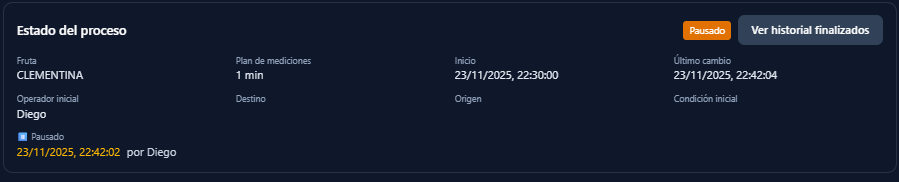 Estado del proceso
Pausado
Ver historial finalizados
Fruta
Plan de mediciones
Inicio
Último cambio
CLEMENTINA
1 min
23/11/2025, 22:30:00
23/11/2025, 22:42:04
Operador inicial
Destino
Origen
Condición inicial
Diego
Pausado
23/11/2025, 22:42:02 por Diego